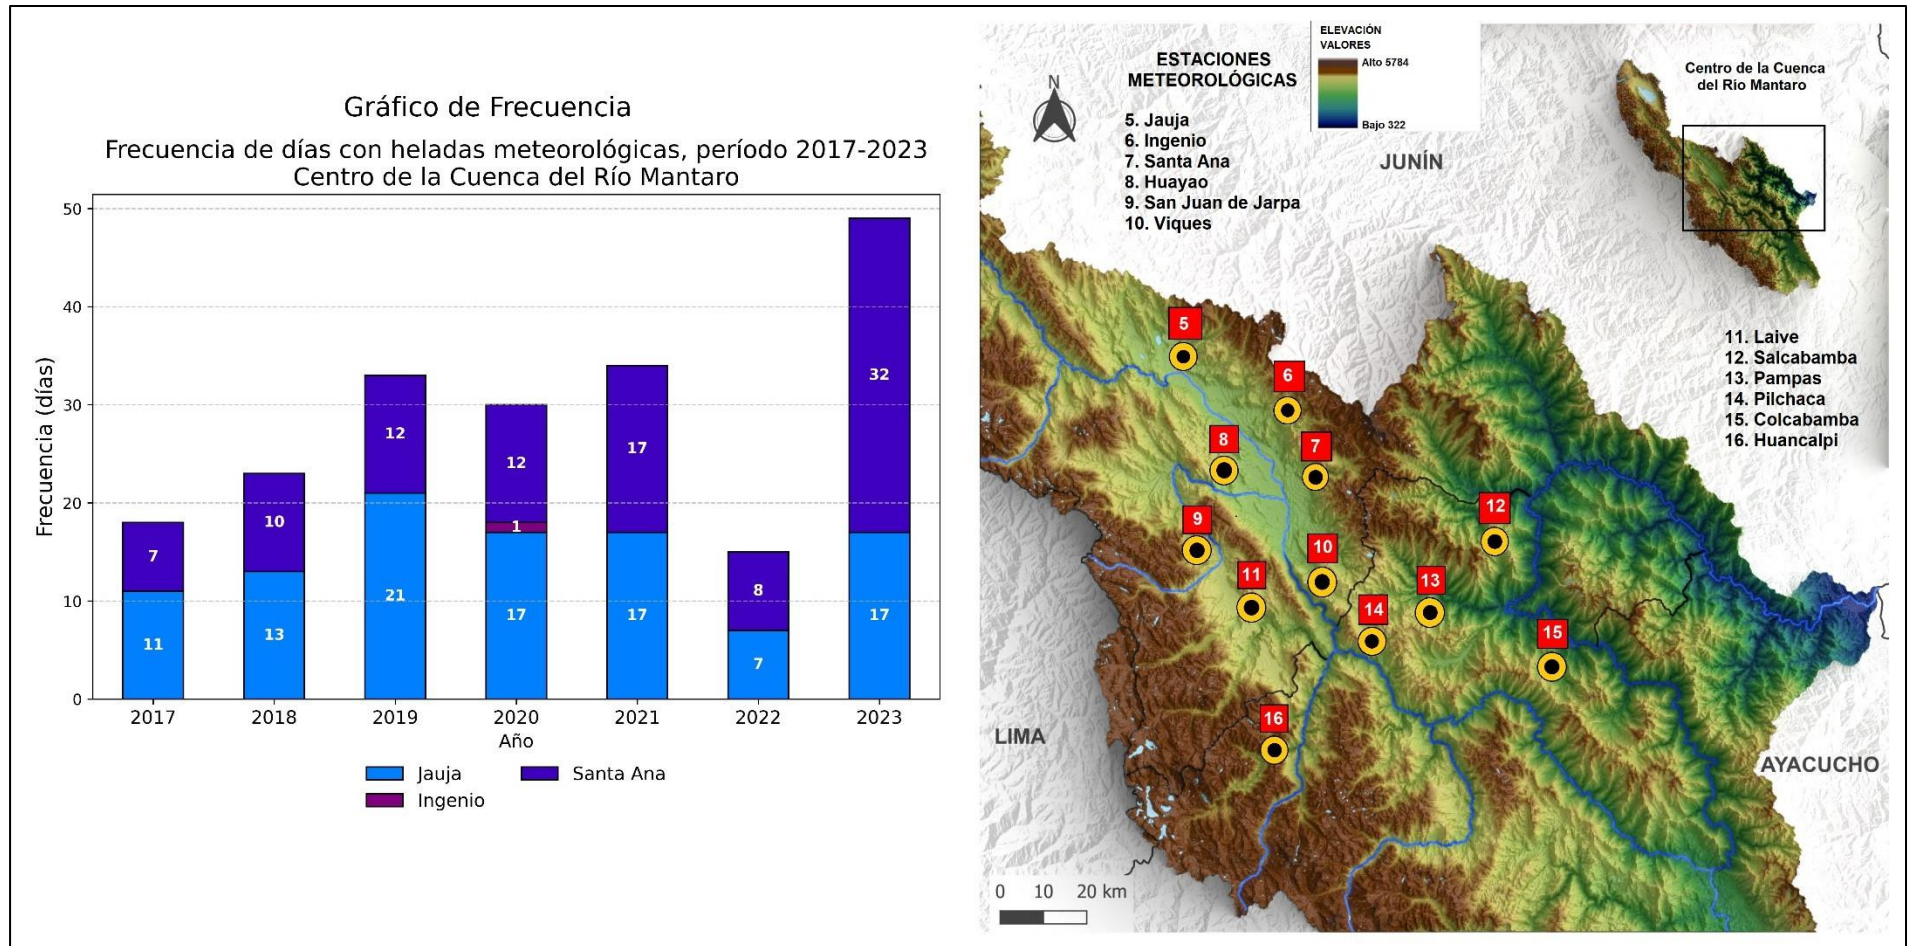 Gráfico de Frecuencia
Frecuencia de días con heladas meteorológicas, período 2017-2023
Centro de la Cuenca del Río Mantaro
Frecuencia (días)
50
40
30
20
10
0
7
11
10
13
12
21
12
1
17
17
17
8
7
32
17
2017 2018 2019 2020 2021 2022 2023
Año
Jauja Santa Ana
Ingenio
ESTACIONES
METEOROLÓGICAS
5. Jauja
6. Ingenio
7. Santa Ana
8. Huayao
9. San Juan de Jarpa
10. Viques
N
ELEVACIÓN
VALORES
Alto 5784
Bajo 322
Centro de la Cuenca
del Río Mantaro
JUNÍN
11. Laive
12. Salcabamba
13. Pampas
14. Pilchaca
15. Colcabamba
16. Huancalpi
5
6
8
7
9
12
10
11
13
14
15
16
LIMA
AYACUCHO
0 10 20 km